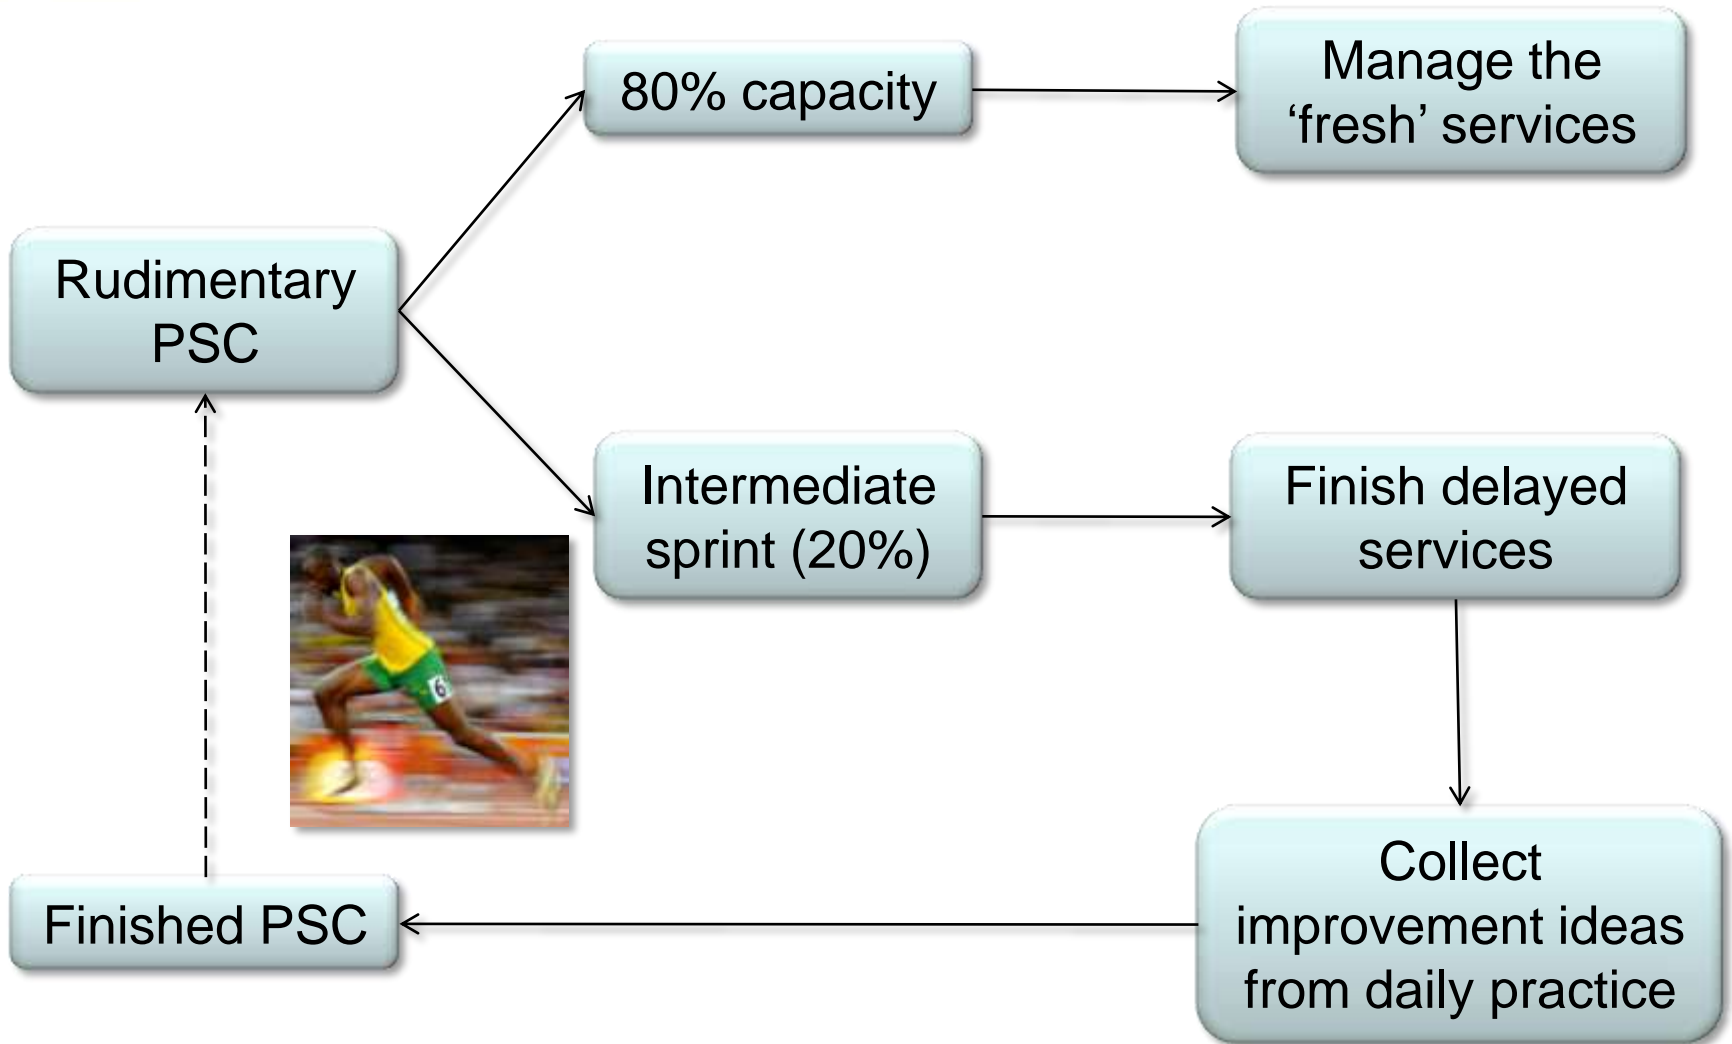 80% capacity
Manage the
‘fresh’ services
Rudimentary
PSC
Intermediate
sprint (20%)
Finish delayed
services
6
Collect
improvement ideas
from daily practice
Finished PSC